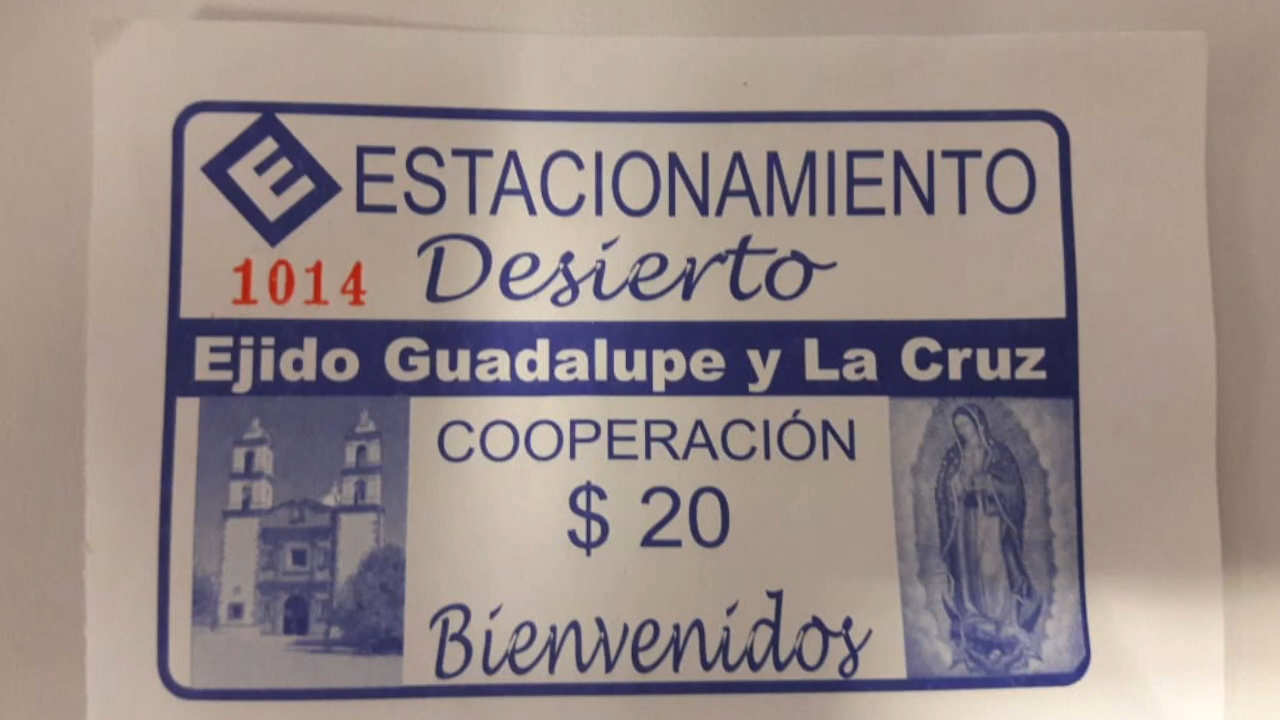 E ESTACIONAMIENTO
1014 Desierto
Ejido Guadalupe y La Cruz
COOPERACIÓN
$ 20
Bienvenidos